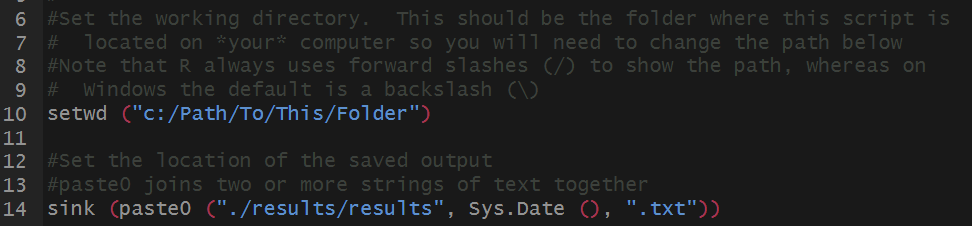 6 #Set the working directory.  This should be the folder where this script is
7 #  located on *your* computer so you will need to change the path below
8 #Note that R always uses forward slashes (/) to show the path, whereas on
9 #  Windows the default is a backslash (\)
10 setwd ("c:/Path/To/This/Folder")
11
12 #Set the location of the saved output
13 #paste0 joins two or more strings of text together
14 sink (paste0 ("./results/results", Sys.Date (), ".txt"))